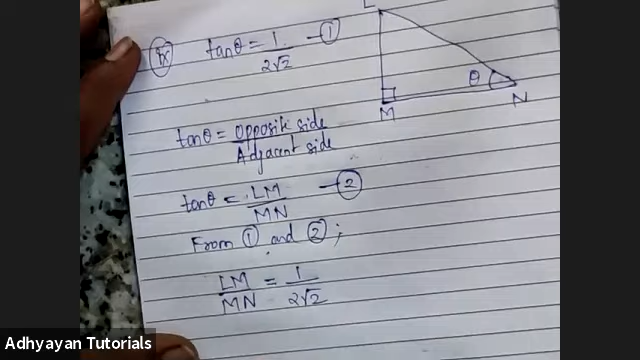 ix
tanθ = 1/2√2 — ①
L
θ
M
N
tanθ = Opposite side/Adjacent side
tanθ = LM/MN — ②
From ① and ②;
LM/MN = 1/2√2
Adhyayan Tutorials